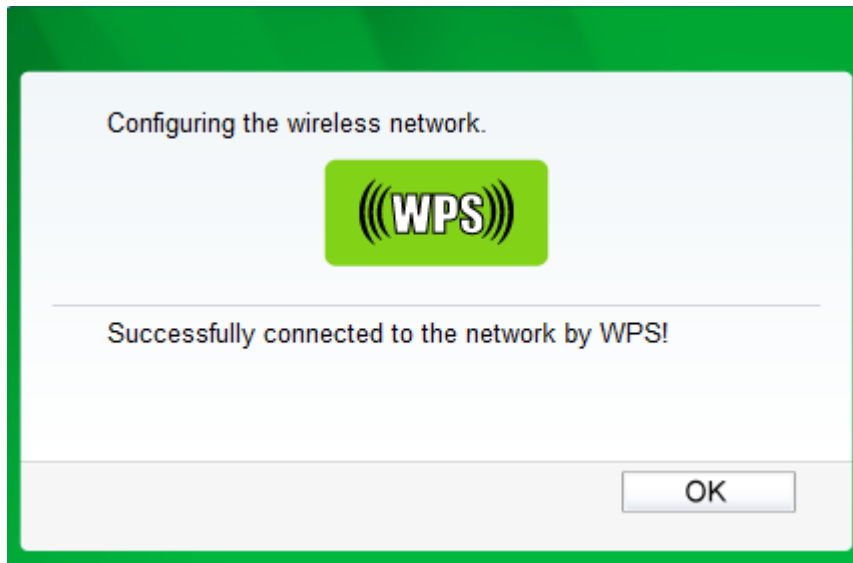 Configuring the wireless network.
WPS
Successfully connected to the network by WPS!
OK